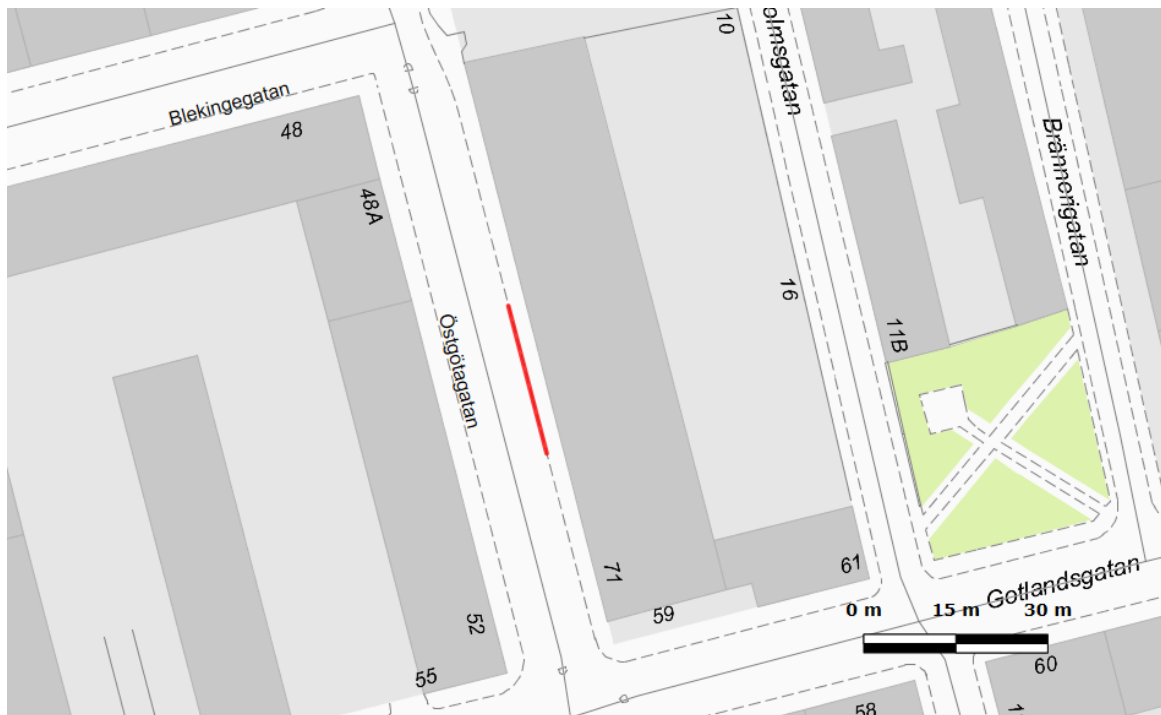 10
olmsgatan
Blekingegatan
48
Brännerigatan
48A
16
Östgötagatan
11B
71
61
Gotlandsgatan
0 m 15 m 30 m
59
52
60
55
58
1